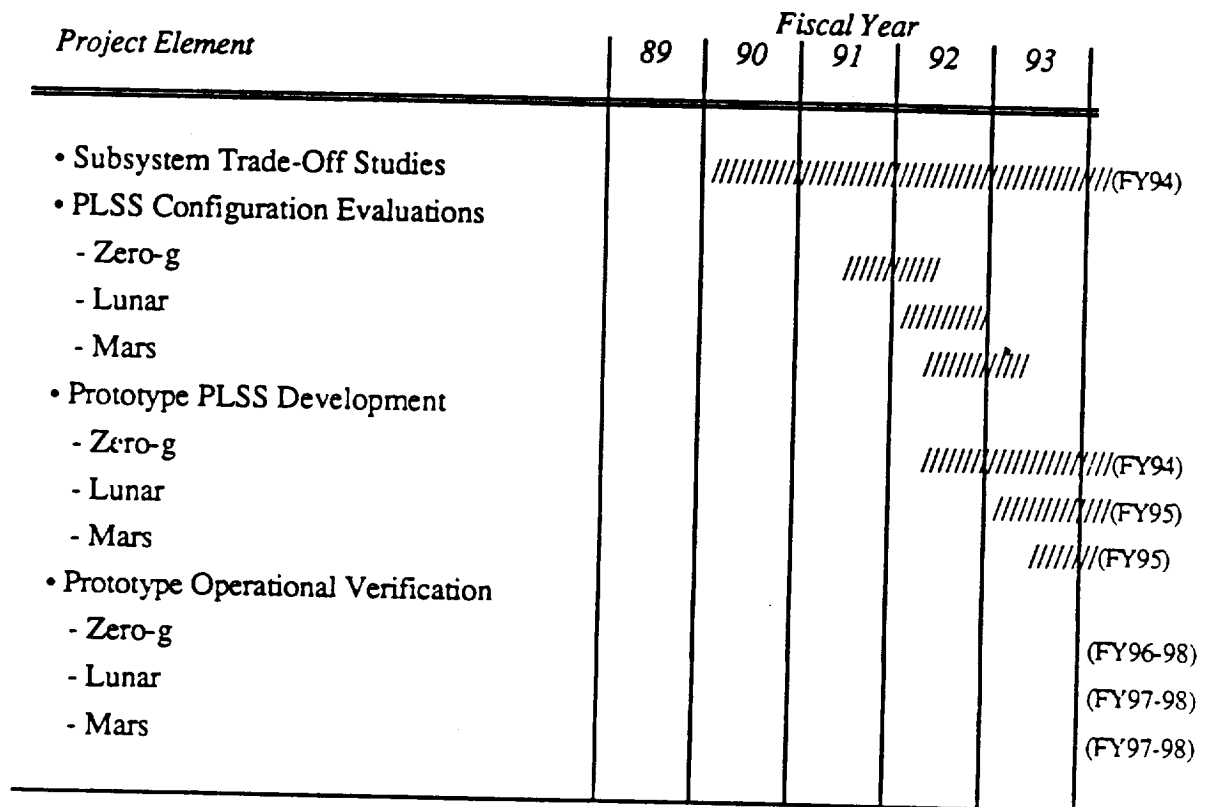 Fiscal Year
Project Element
89 90 91 92 93
• Subsystem Trade-Off Studies (FY94)
• PLSS Configuration Evaluations
- Zero-g
- Lunar
- Mars
• Prototype PLSS Development
- Zero-g (FY94)
- Lunar (FY95)
- Mars (FY95)
• Prototype Operational Verification
- Zero-g (FY96-98)
- Lunar (FY97-98)
- Mars (FY97-98)